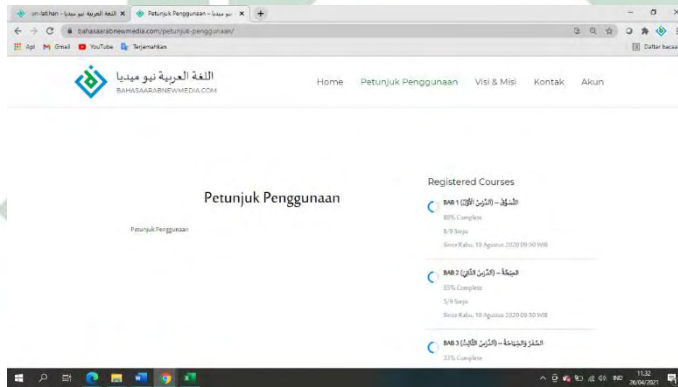 Petunjuk Penggunaan –
bahasaarabnewmedia.com/petunjuk-penggunaan/
Apl
Gmail
YouTube
Terjemahkan
Daftar bacaan
اللغة العربية نيو ميديا
BAHASAARABNEWMEDIA.COM
Home
Petunjuk Penggunaan
Visi & Misi
Kontak
Akun
Petunjuk Penggunaan
Petunjuk Penggunaan
Registered Courses
BAB 1
Complete
8/9 Steps
Since Rabu, 19 Agustus 2020 09:00 WIB
BAB 2
55% Complete
5/9 Steps
Since Rabu, 19 Agustus 2020 09:00 WIB
BAB 3
Complete
IND
11.32
26/04/2021